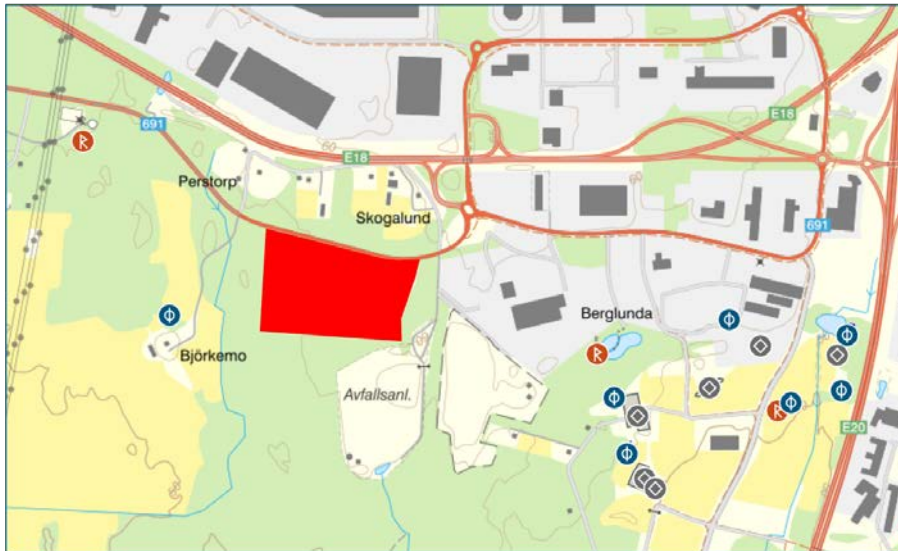 E18
691
E18
Perstorp
Skogalund
691
Berglunda
Björkemo
Avfallsanl.
E20